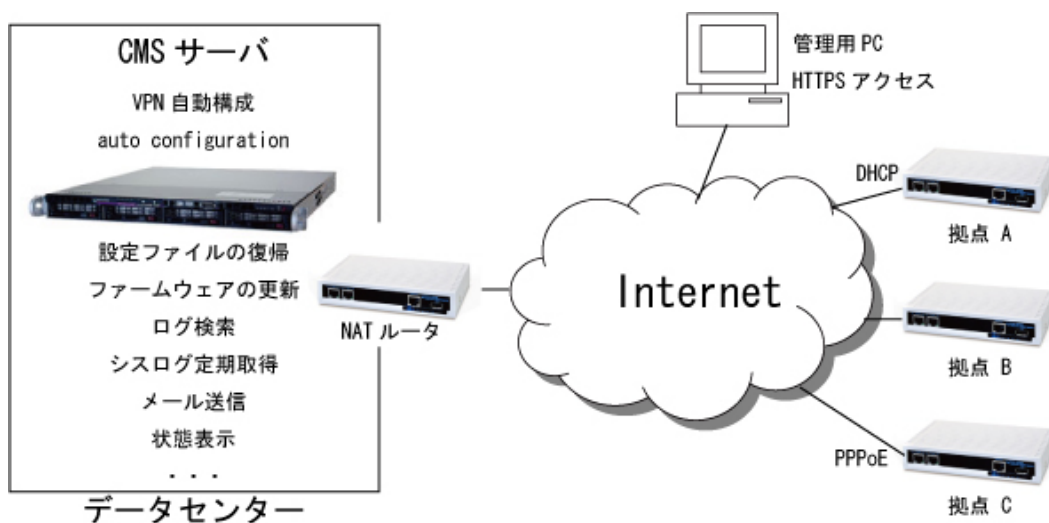 CMS サーバ
VPN 自動構成
auto configuration
設定ファイルの復帰
ファームウェアの更新
ログ検索
シスログ定期取得
メール送信
状態表示
・・・
データセンター
NAT ルータ
Internet
管理用 PC
HTTPS アクセス
DHCP
拠点 A
拠点 B
PPPoE
拠点 C